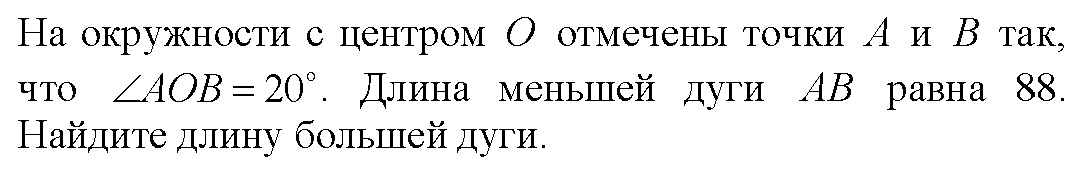 На окружности с центром O отмечены точки A и B так,
что ∠AOB = 20°. Длина меньшей дуги AB равна 88.
Найдите длину большей дуги.